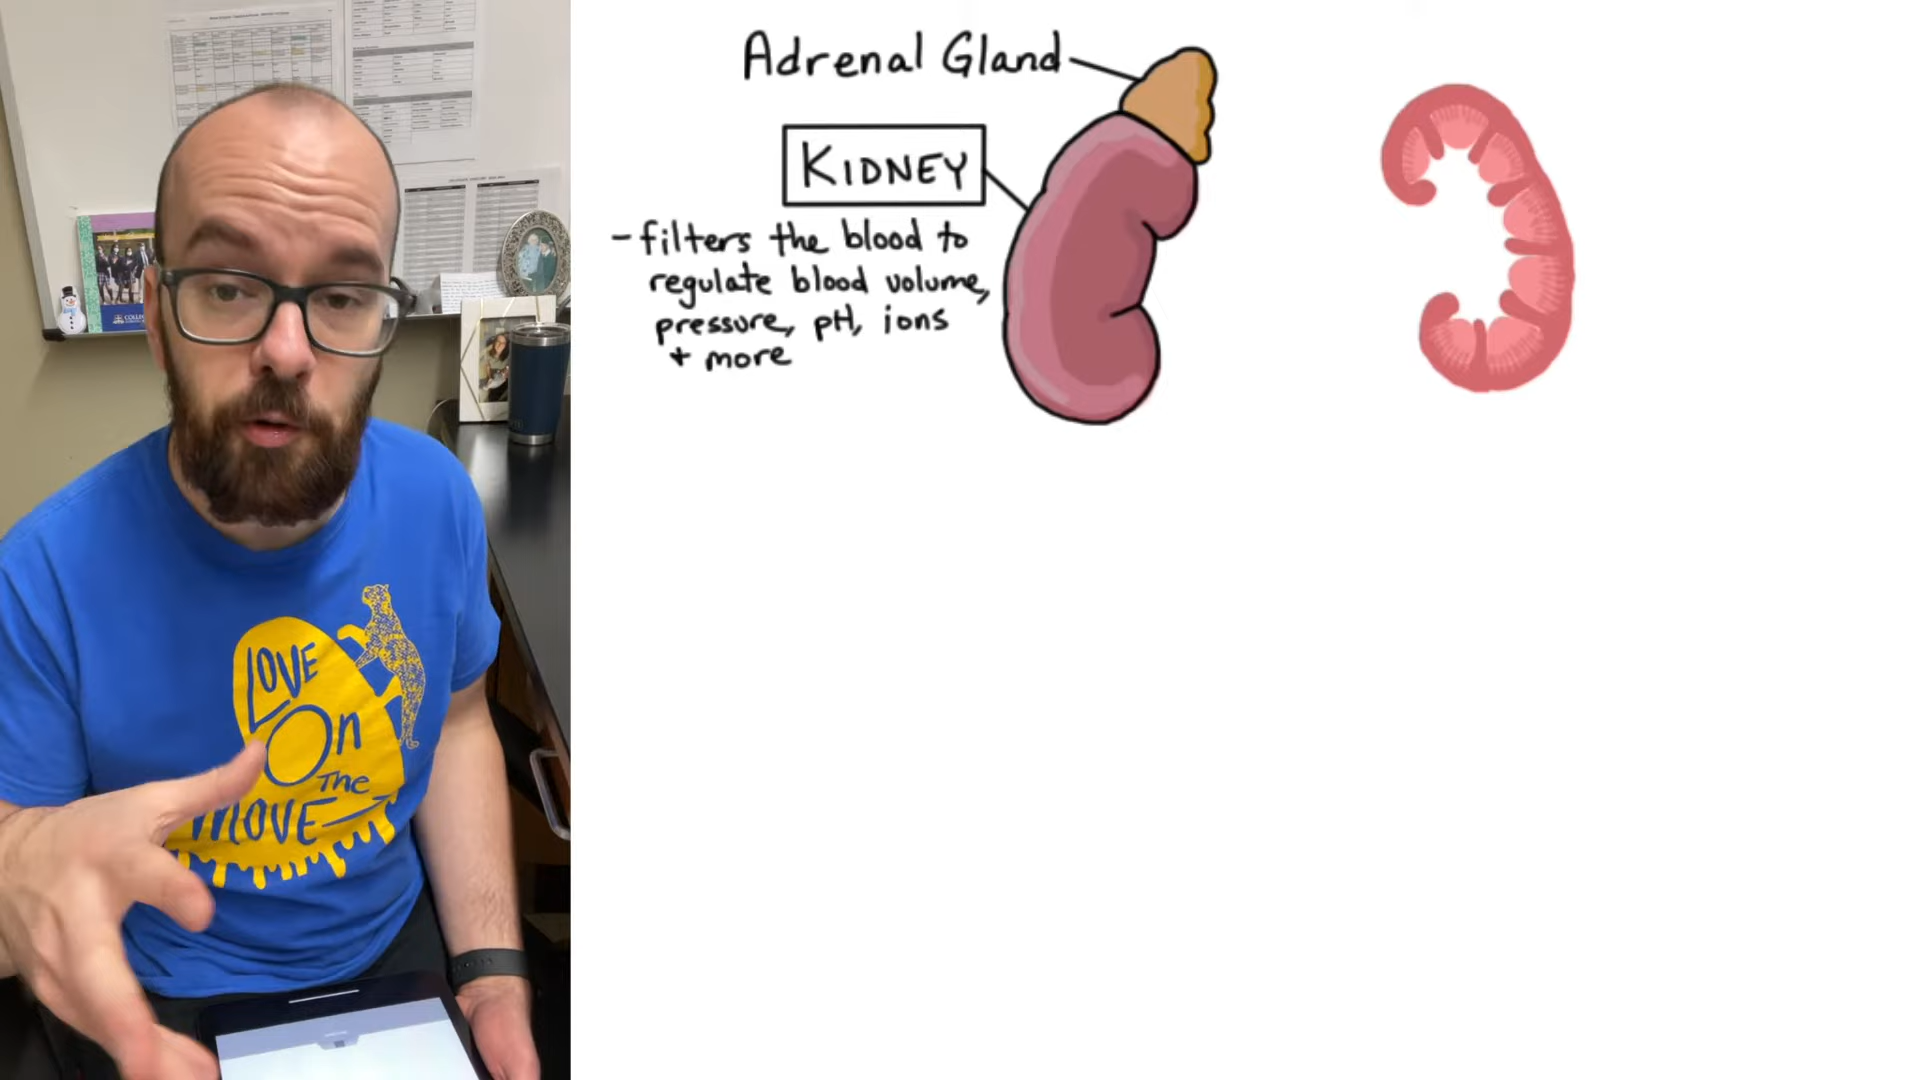 Adrenal Gland
KIDNEY
- filters the blood to
regulate blood volume,
pressure, pH, ions
+ more
LOVE
On
The
MOVE